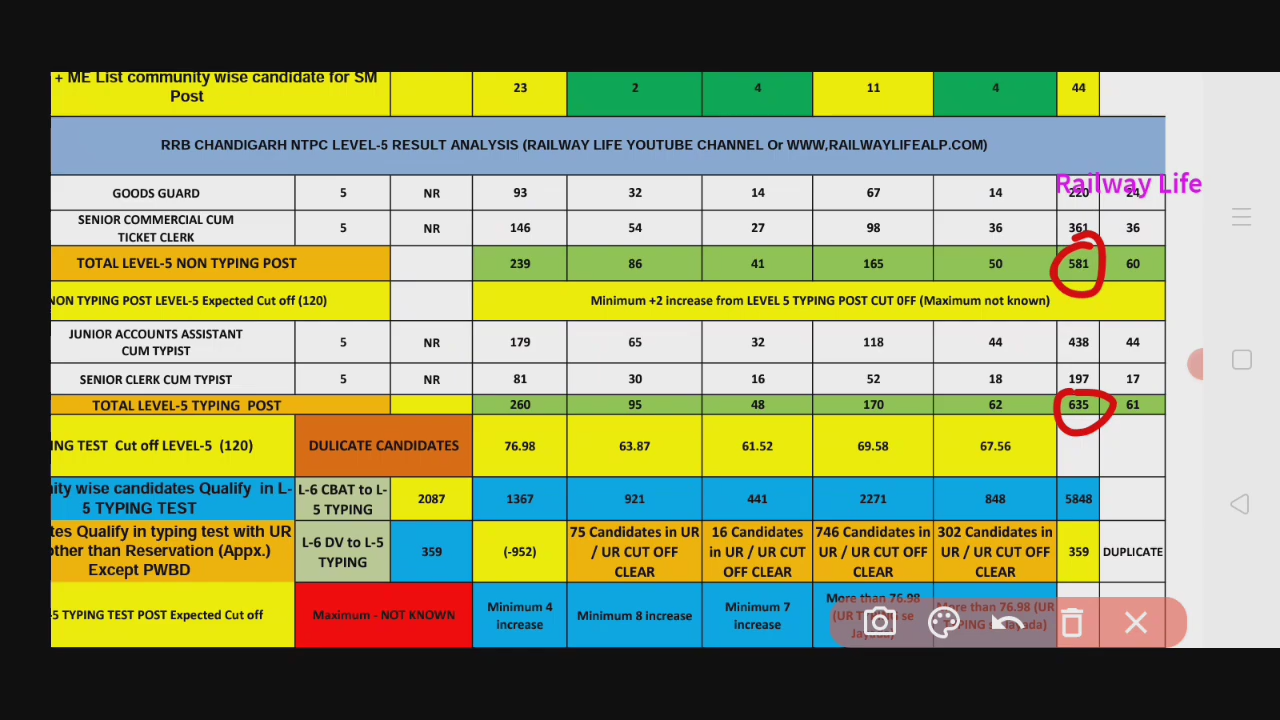 + ME List community wise candidate for SM
Post
23 2 4 11 4 44
RRB CHANDIGARH NTPC LEVEL-5 RESULT ANALYSIS (RAILWAY LIFE YOUTUBE CHANNEL Or WWW,RAILWAYLIFEALP.COM)
Railway Life
GOODS GUARD 5 NR 93 32 14 67 14 220 24
SENIOR COMMERCIAL CUM
TICKET CLERK 5 NR 146 54 27 98 36 361 36
TOTAL LEVEL-5 NON TYPING POST 239 86 41 165 50 581 60
NON TYPING POST LEVEL-5 Expected Cut off (120) Minimum +2 increase from LEVEL 5 TYPING POST CUT 0FF (Maximum not known)
JUNIOR ACCOUNTS ASSISTANT
CUM TYPIST 5 NR 179 65 32 118 44 438 44
SENIOR CLERK CUM TYPIST 5 NR 81 30 16 52 18 197 17
TOTAL LEVEL-5 TYPING POST 260 95 48 170 62 635 61
NG TEST Cut off LEVEL-5 (120) DULICATE CANDIDATES 76.98 63.87 61.52 69.58 67.56
ity wise candidates Qualify in L-
5 TYPING TEST
L-6 CBAT to L-
5 TYPING
2087 1367 921 441 2271 848 5848
tes Qualify in typing test with UR
other than Reservation (Appx.)
Except PWBD
L-6 DV to L-5
TYPING
359 (-952)
75 Candidates in UR
/ UR CUT OFF
CLEAR
16 Candidates
in UR / UR CUT
OFF CLEAR
746 Candidates in
UR / UR CUT OFF
CLEAR
302 Candidates in
UR / UR CUT OFF
CLEAR
359 DUPLICATE
-5 TYPING TEST POST Expected Cut off Maximum - NOT KNOWN
Minimum 4
increase
Minimum 8 increase
Minimum 7
increase
More than 76.98
(UR TYPING se
More than 76.98 (UR